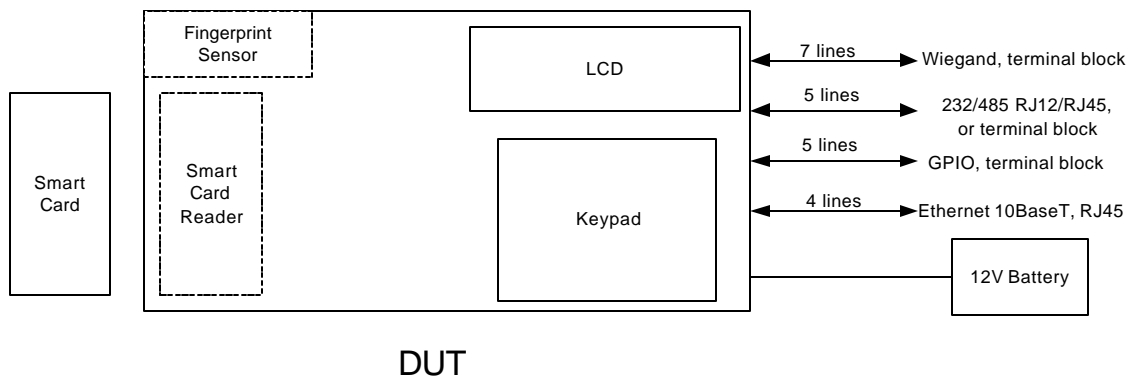 Fingerprint
Sensor
LCD
7 lines
Wiegand, terminal block
5 lines
232/485 RJ12/RJ45,
or terminal block
5 lines
GPIO, terminal block
Smart
Card
Smart
Card
Reader
Keypad
4 lines
Ethernet 10BaseT, RJ45
12V Battery
DUT